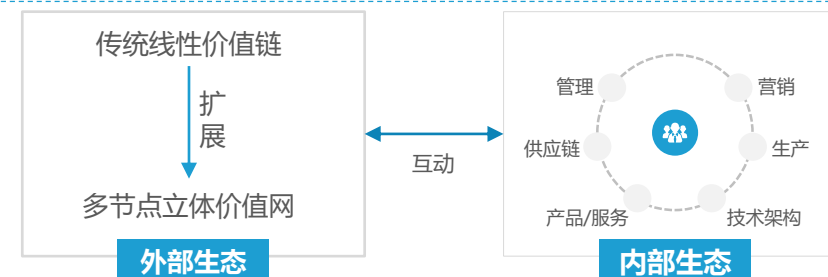 传统线性价值链
扩
展
多节点立体价值网
外部生态
互动
管理
营销
供应链
生产
产品/服务
技术架构
内部生态